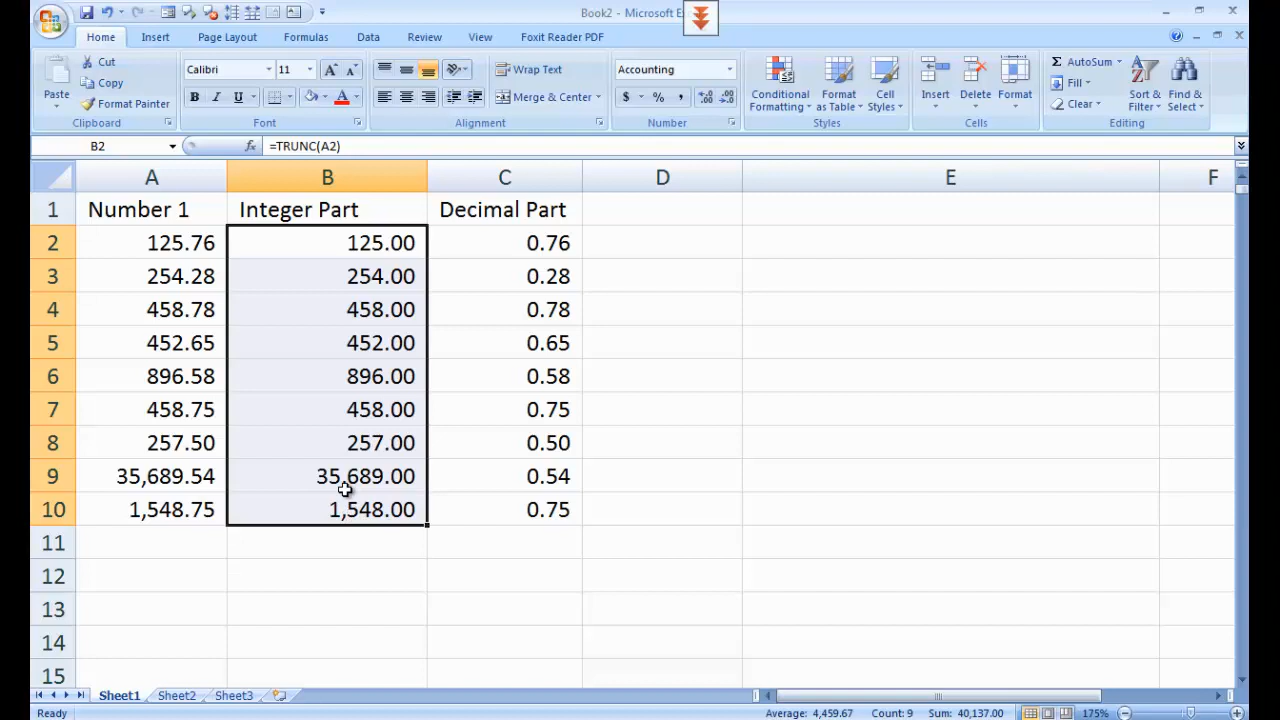 Book2 - Microsoft E
Home Insert Page Layout Formulas Data Review View Foxit Reader PDF
Paste Cut Copy Format Painter Clipboard
Calibri 11 B I U Font
Wrap Text Merge & Center Alignment
Accounting $ % , .0 .00 .00 .0 Number
Conditional Formatting Format as Table Cell Styles Styles
Insert Delete Format Cells
Σ AutoSum Fill Clear Sort & Filter Find & Select Editing
B2 fx =TRUNC(A2)
A B C D E F
1 Number 1 Integer Part Decimal Part
2 125.76 125.00 0.76
3 254.28 254.00 0.28
4 458.78 458.00 0.78
5 452.65 452.00 0.65
6 896.58 896.00 0.58
7 458.75 458.00 0.75
8 257.50 257.00 0.50
9 35,689.54 35,689.00 0.54
10 1,548.75 1,548.00 0.75
11
12
13
14
15
Sheet1 Sheet2 Sheet3
Ready Average: 4,459.67 Count: 9 Sum: 40,137.00 175%